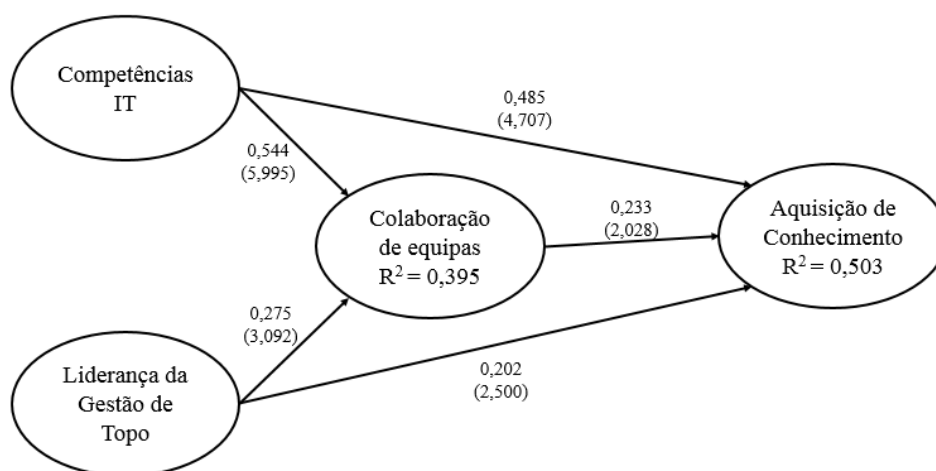 Competências
IT
0,485
(4,707)
0,544
(5,995)
Colaboração
de equipas
R² = 0,395
0,233
(2,028)
Aquisição de
Conhecimento
R² = 0,503
0,275
(3,092)
Liderança da
Gestão de
Topo
0,202
(2,500)